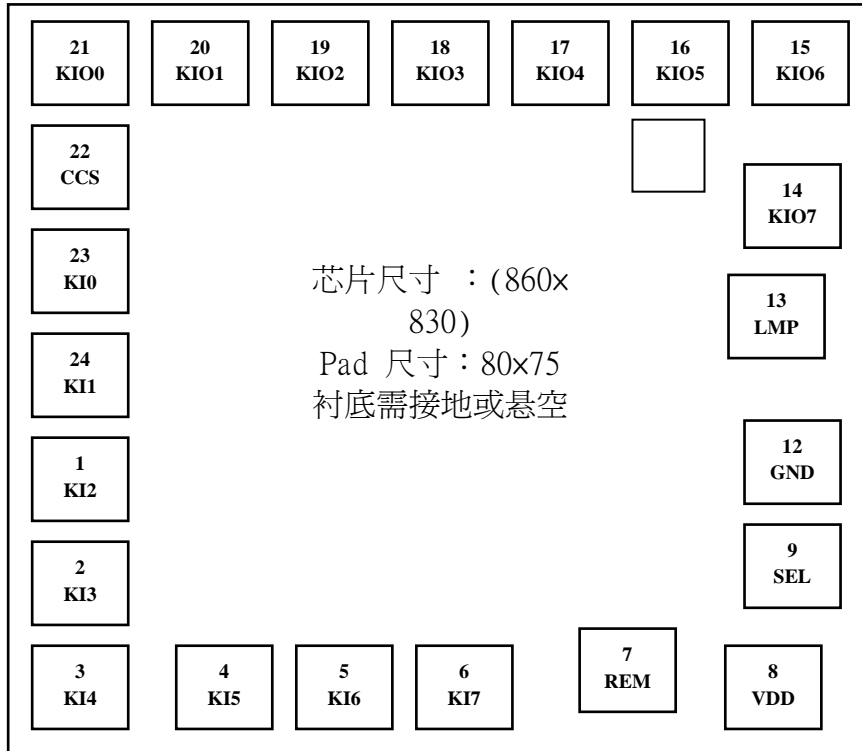 21
KIO0
20
KIO1
19
KIO2
18
KIO3
17
KIO4
16
KIO5
15
KIO6
22
CCS
14
KIO7
23
KI0
芯片尺寸 ：(860×
830)
Pad 尺寸：80×75
衬底需接地或悬空
13
LMP
24
KI1
1
KI2
12
GND
2
KI3
9
SEL
3
KI4
4
KI5
5
KI6
6
KI7
7
REM
8
VDD